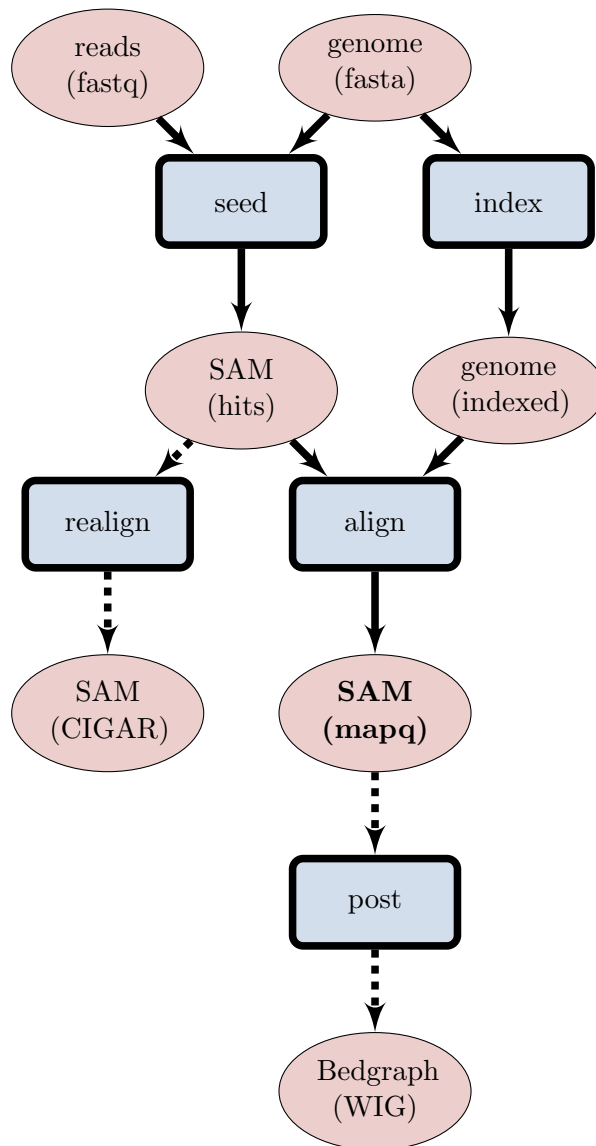 reads
(fastq)
genome
(fasta)
seed
index
SAM
(hits)
genome
(indexed)
realign
align
SAM
(CIGAR)
SAM
(mapq)
post
Bedgraph
(WIG)